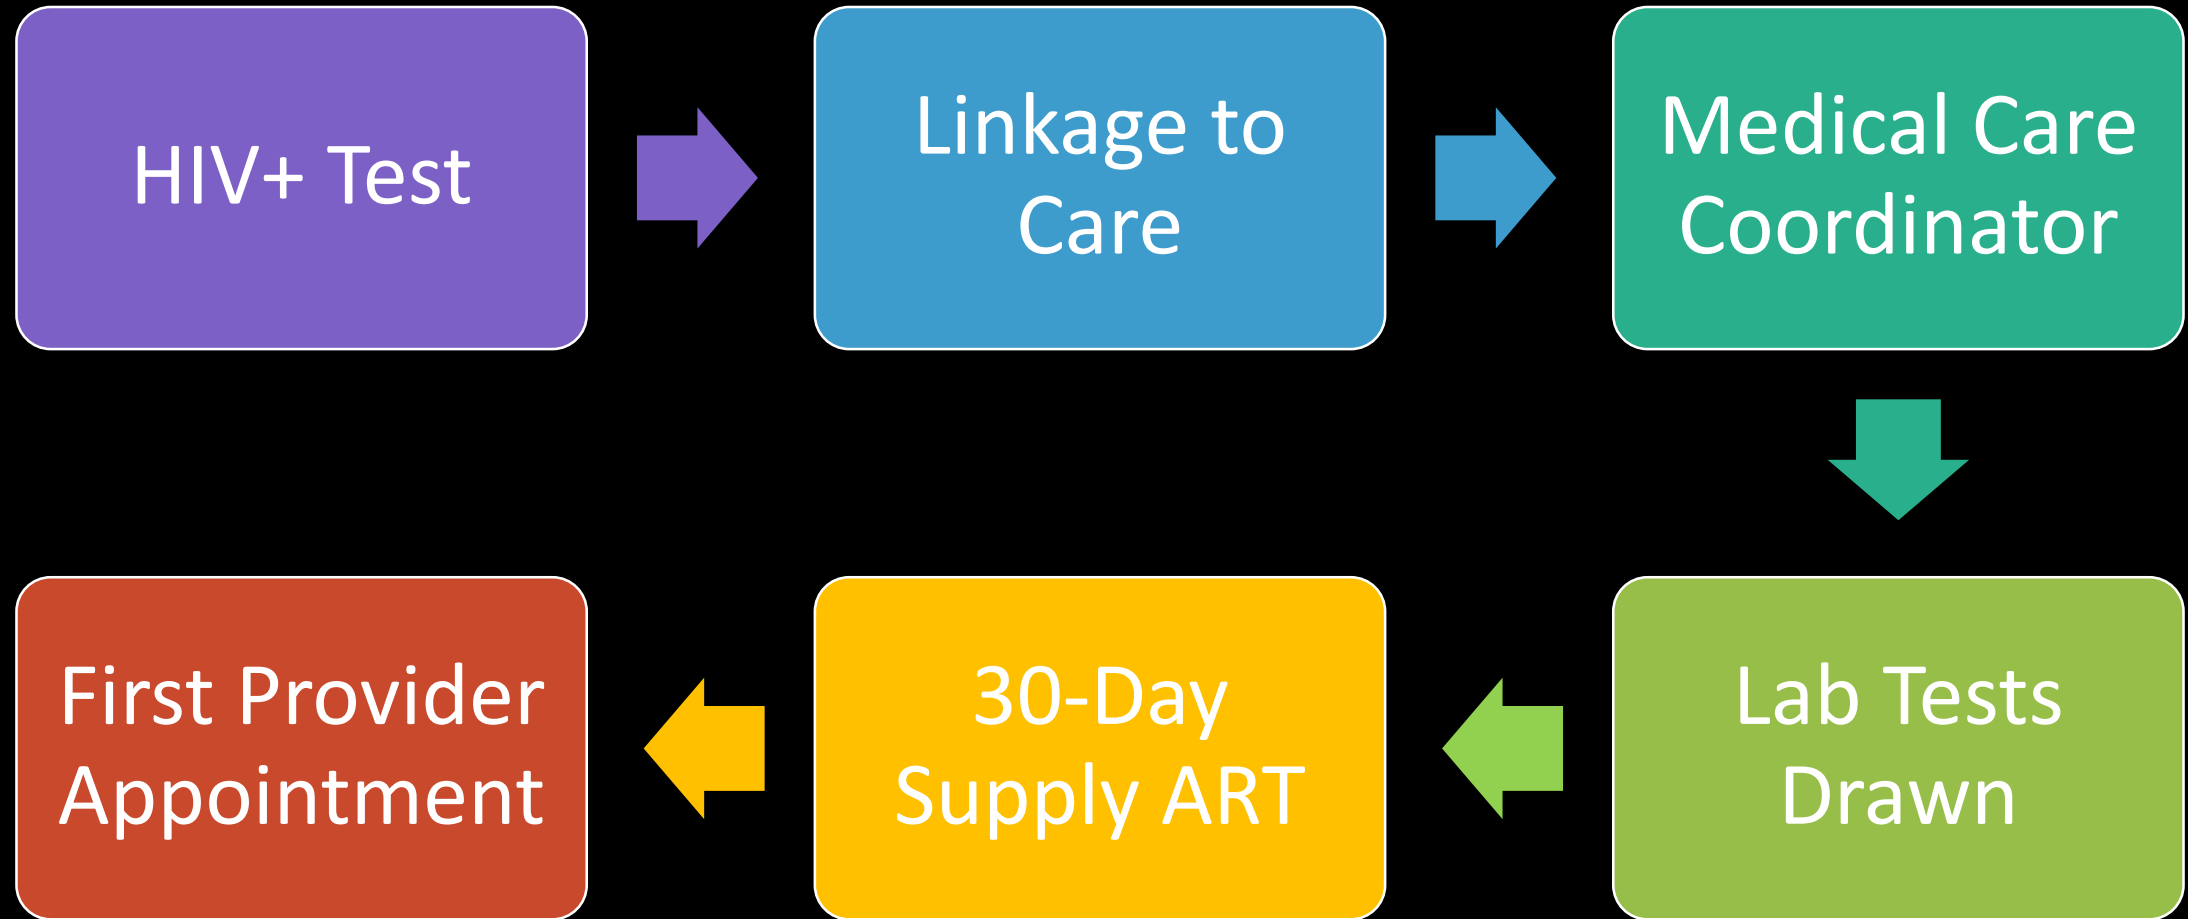 HIV+ Test
Linkage to
Care
Medical Care
Coordinator
Lab Tests
Drawn
30-Day
Supply ART
First Provider
Appointment